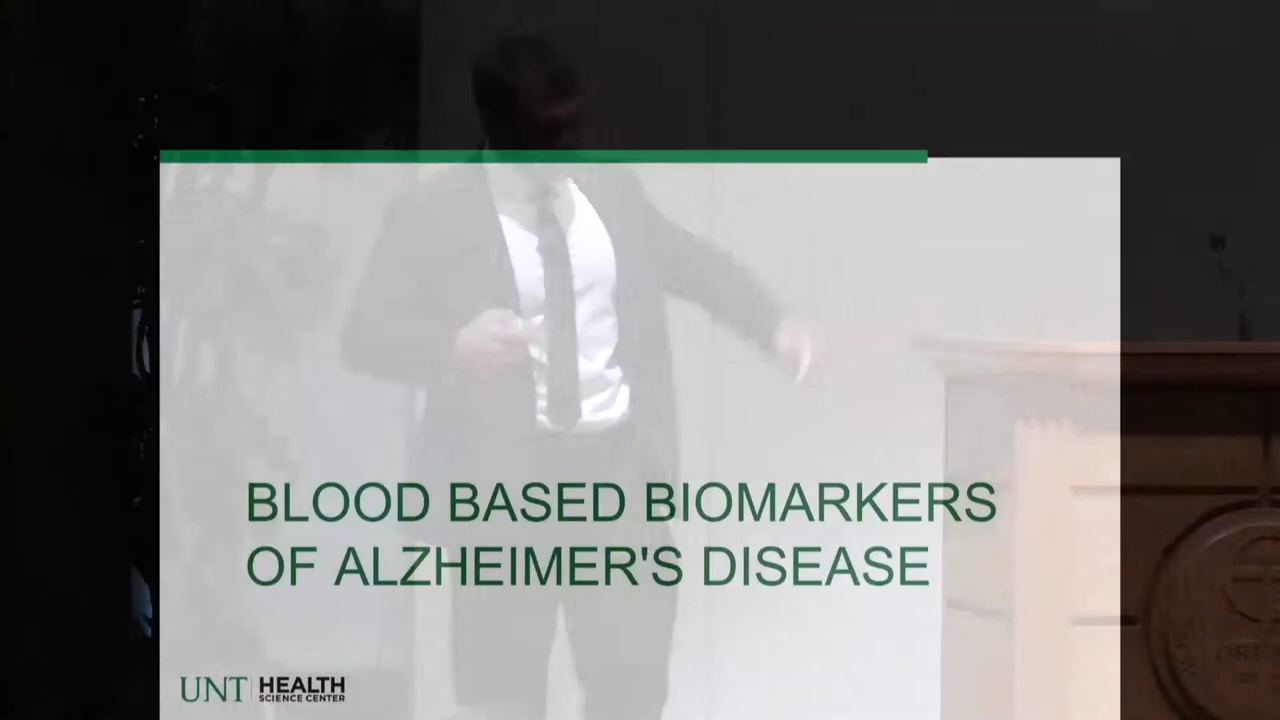 BLOOD BASED BIOMARKERS
OF ALZHEIMER'S DISEASE
UNT HEALTH
SCIENCE CENTER